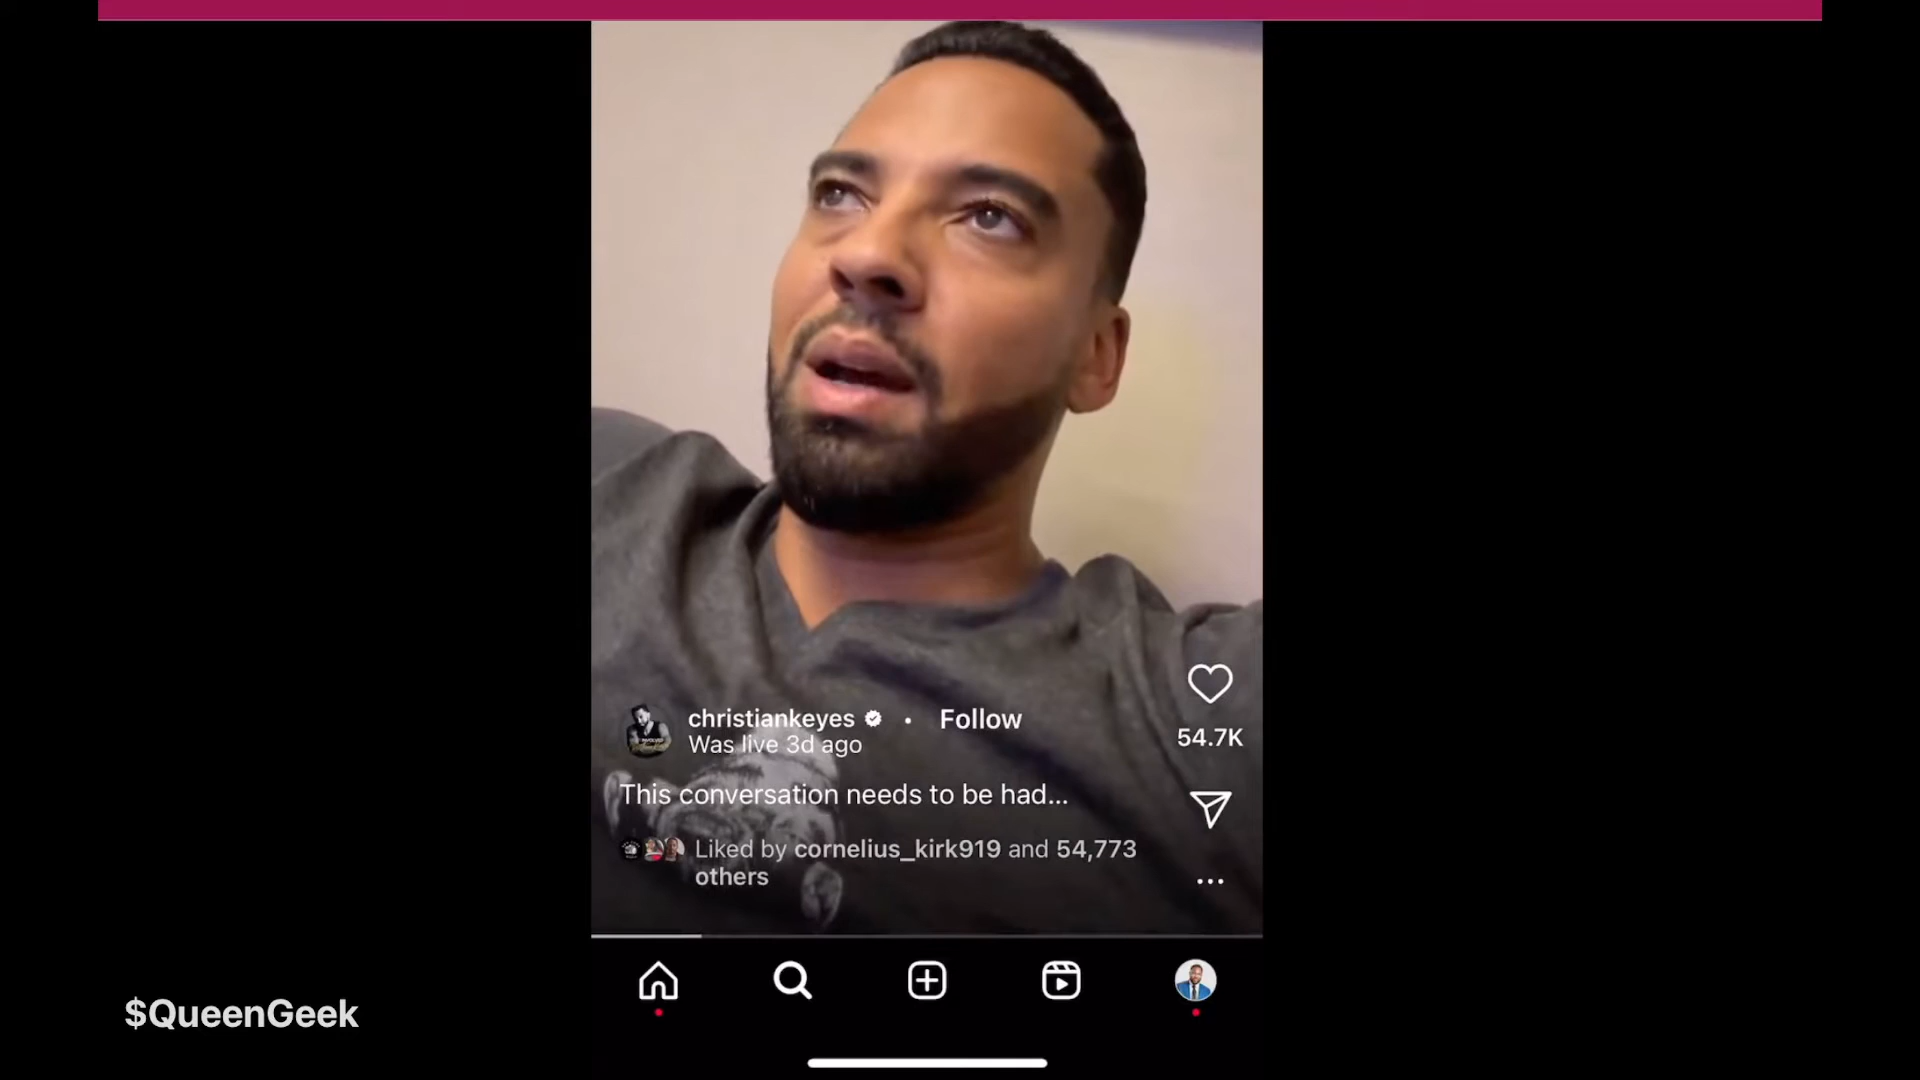 christiankeyes • Follow
Was live 3d ago
54.7K
This conversation needs to be had...
Liked by cornelius_kirk919 and 54,773
others
$QueenGeek